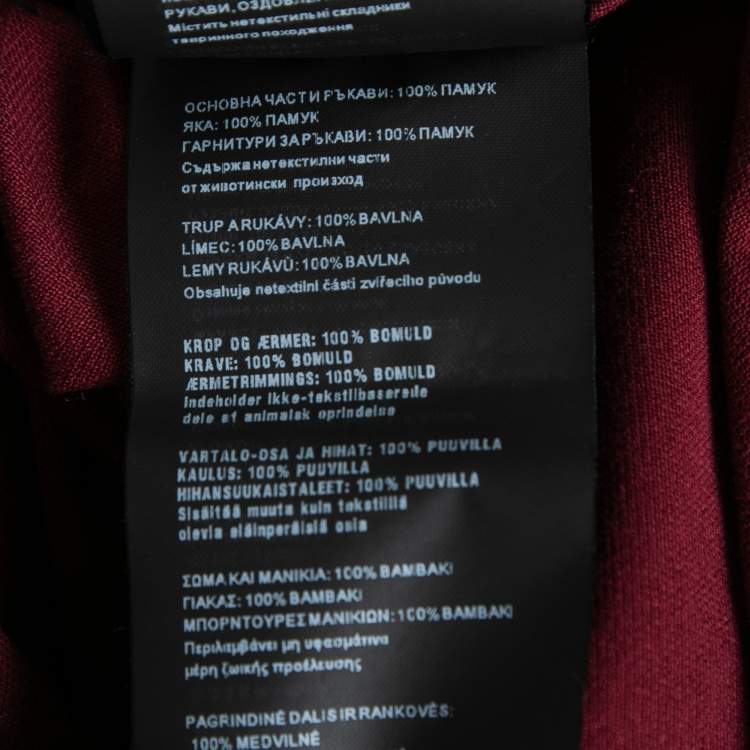 РУКАВИ, ОЗДОБЛЕ
Містить нетекстильні складники
тваринного походження
ОСНОВНА ЧАСТ И РЪКАВИ: 100% ПАМУК
ЯКА: 100% ПАМУК
ГАРНИТУРИ ЗА РЪКАВИ: 100% ПАМУК
Съдържа нетекстилни части
от животински произход
TRUP A RUKÁVY: 100% BAVLNA
LÍMEC: 100% BAVLNA
LEMY RUKÁVŮ: 100% BAVLNA
Obsahuje netextilní části zvířecího původu
KROP OG ÆRMER: 100% BOMULD
KRAVE: 100% BOMULD
ÆRMETRIMMINGS: 100% BOMULD
Indeholder ikke-tekstilbaserede
dele af animalsk oprindelse
VARTALO-OSA JA HIHAT: 100% PUUVILLA
KAULUS: 100% PUUVILLA
HIHANSUUKAISTALEET: 100% PUUVILLA
Sisältää muuta kuin tekstiiliä
olevia eläinperäisiä osia
ΣΩΜΑ ΚΑΙ ΜΑΝΙΚΙΑ: 100% ΒΑΜΒΑΚΙ
ΓΙΑΚΑΣ: 100% ΒΑΜΒΑΚΙ
ΜΠΟΡΝΤΟΥΡΕΣ ΜΑΝΙΚΙΩΝ: 100% ΒΑΜΒΑΚΙ
Περιλαμβάνει μη υφασμάτινα
μέρη ζωικής προέλευσης
PAGRINDINĖ DALIS IR RANKOVĖS:
100% MEDVILNĖ